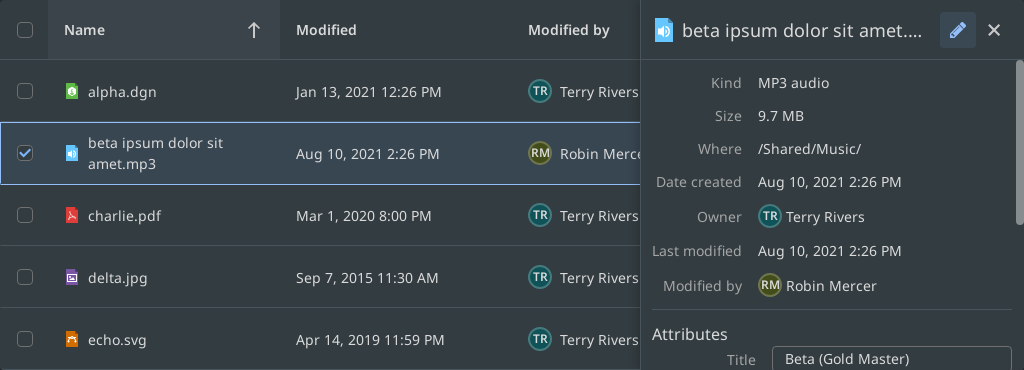 Name Modified Modified by
alpha.dgn Jan 13, 2021 12:26 PM TR Terry Rivers
beta ipsum dolor sit
amet.mp3 Aug 10, 2021 2:26 PM RM Robin Merce
charlie.pdf Mar 1, 2020 8:00 PM TR Terry Rivers
delta.jpg Sep 7, 2015 11:30 AM TR Terry Rivers
echo.svg Apr 14, 2019 11:59 PM TR Terry Rivers
beta ipsum dolor sit amet....
Kind MP3 audio
Size 9.7 MB
Where /Shared/Music/
Date created Aug 10, 2021 2:26 PM
Owner TR Terry Rivers
Last modified Aug 10, 2021 2:26 PM
Modified by RM Robin Mercer
Attributes
Title Beta (Gold Master)